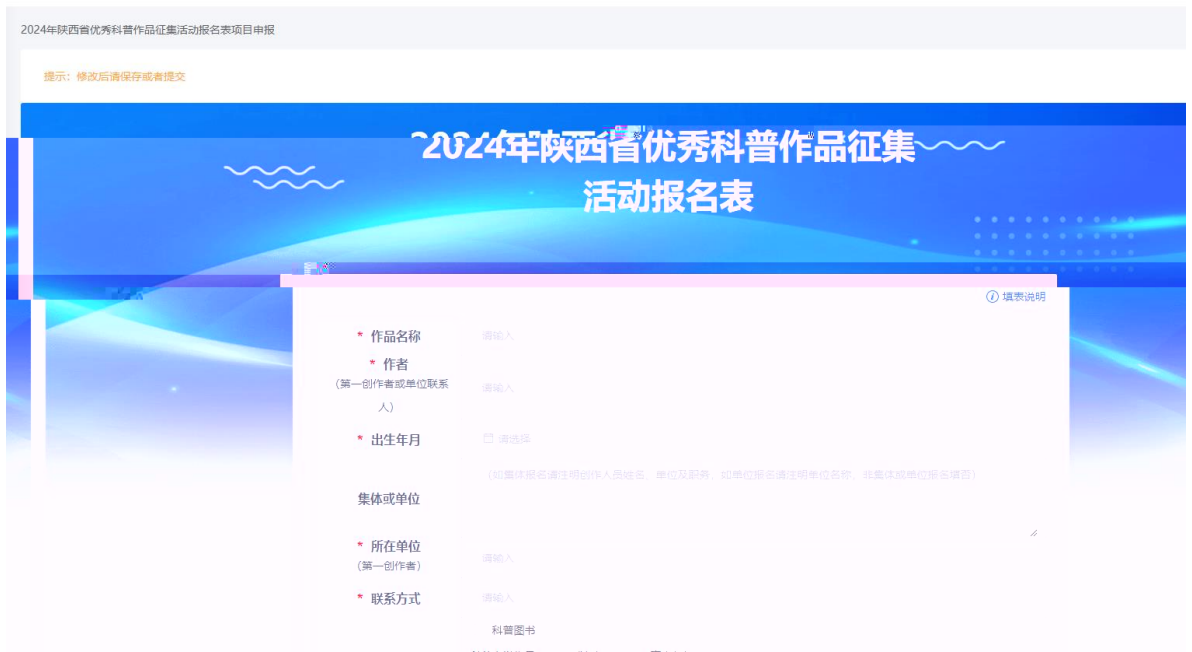 2024年陕西省优秀科普作品征集活动报名表项目申报
提示：修改后请保存或者提交
2024年陕西省优秀科普作品征集
活动报名表
填表说明
* 作品名称 请输入
* 作者
（第一创作者或单位联系
人） 请输入
* 出生年月 请选择
（如集体报名请注明创作人员姓名、单位及职务，如单位报名请注明单位名称，非集体或单位报名填否）
集体或单位
* 所在单位
（第一创作者） 请输入
* 联系方式 请输入
科普图书